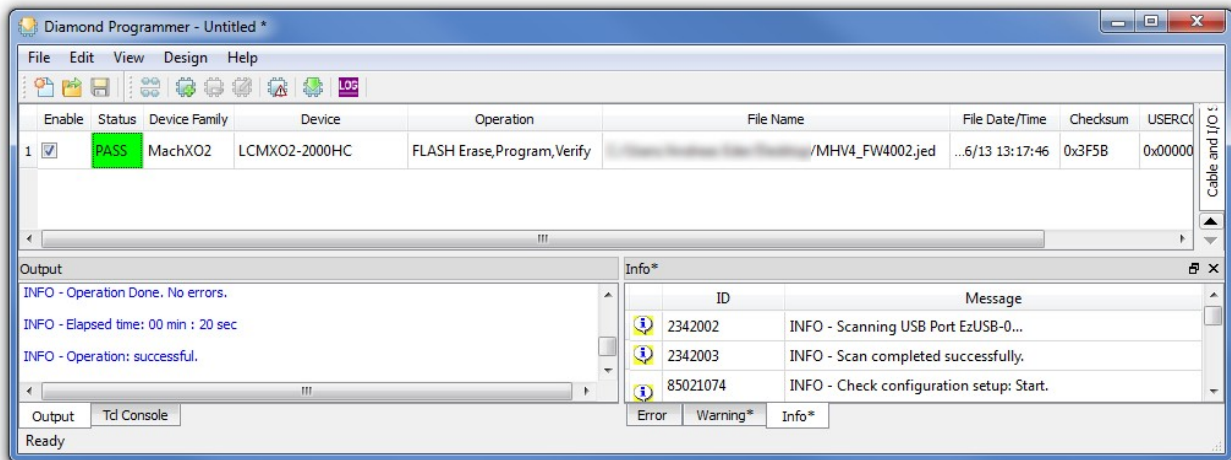 Diamond Programmer - Untitled *
File Edit View Design Help
LOG
Enable Status Device Family Device Operation File Name File Date/Time Checksum USERCO
1 PASS MachXO2 LCMXO2-2000HC FLASH Erase,Program,Verify /MHV4_FW4002.jed ...6/13 13:17:46 0x3F5B 0x00000
Cable and I/O
Output
INFO - Operation Done. No errors.
INFO - Elapsed time: 00 min : 20 sec
INFO - Operation: successful.
Output Tcl Console
Info*
ID Message
2342002 INFO - Scanning USB Port EzUSB-0...
2342003 INFO - Scan completed successfully.
85021074 INFO - Check configuration setup: Start.
Error Warning* Info*
Ready